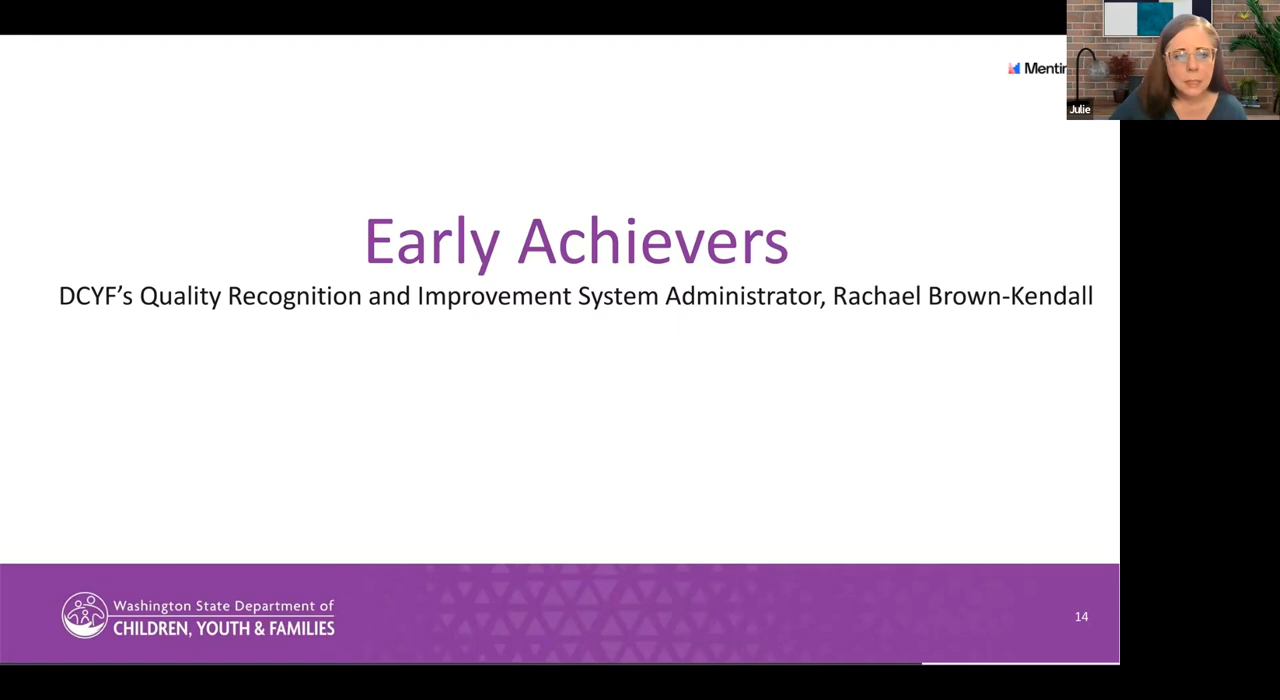 Early Achievers
DCYF’s Quality Recognition and Improvement System Administrator, Rachael Brown-Kendall
Julie
Washington State Department of
CHILDREN, YOUTH & FAMILIES
14